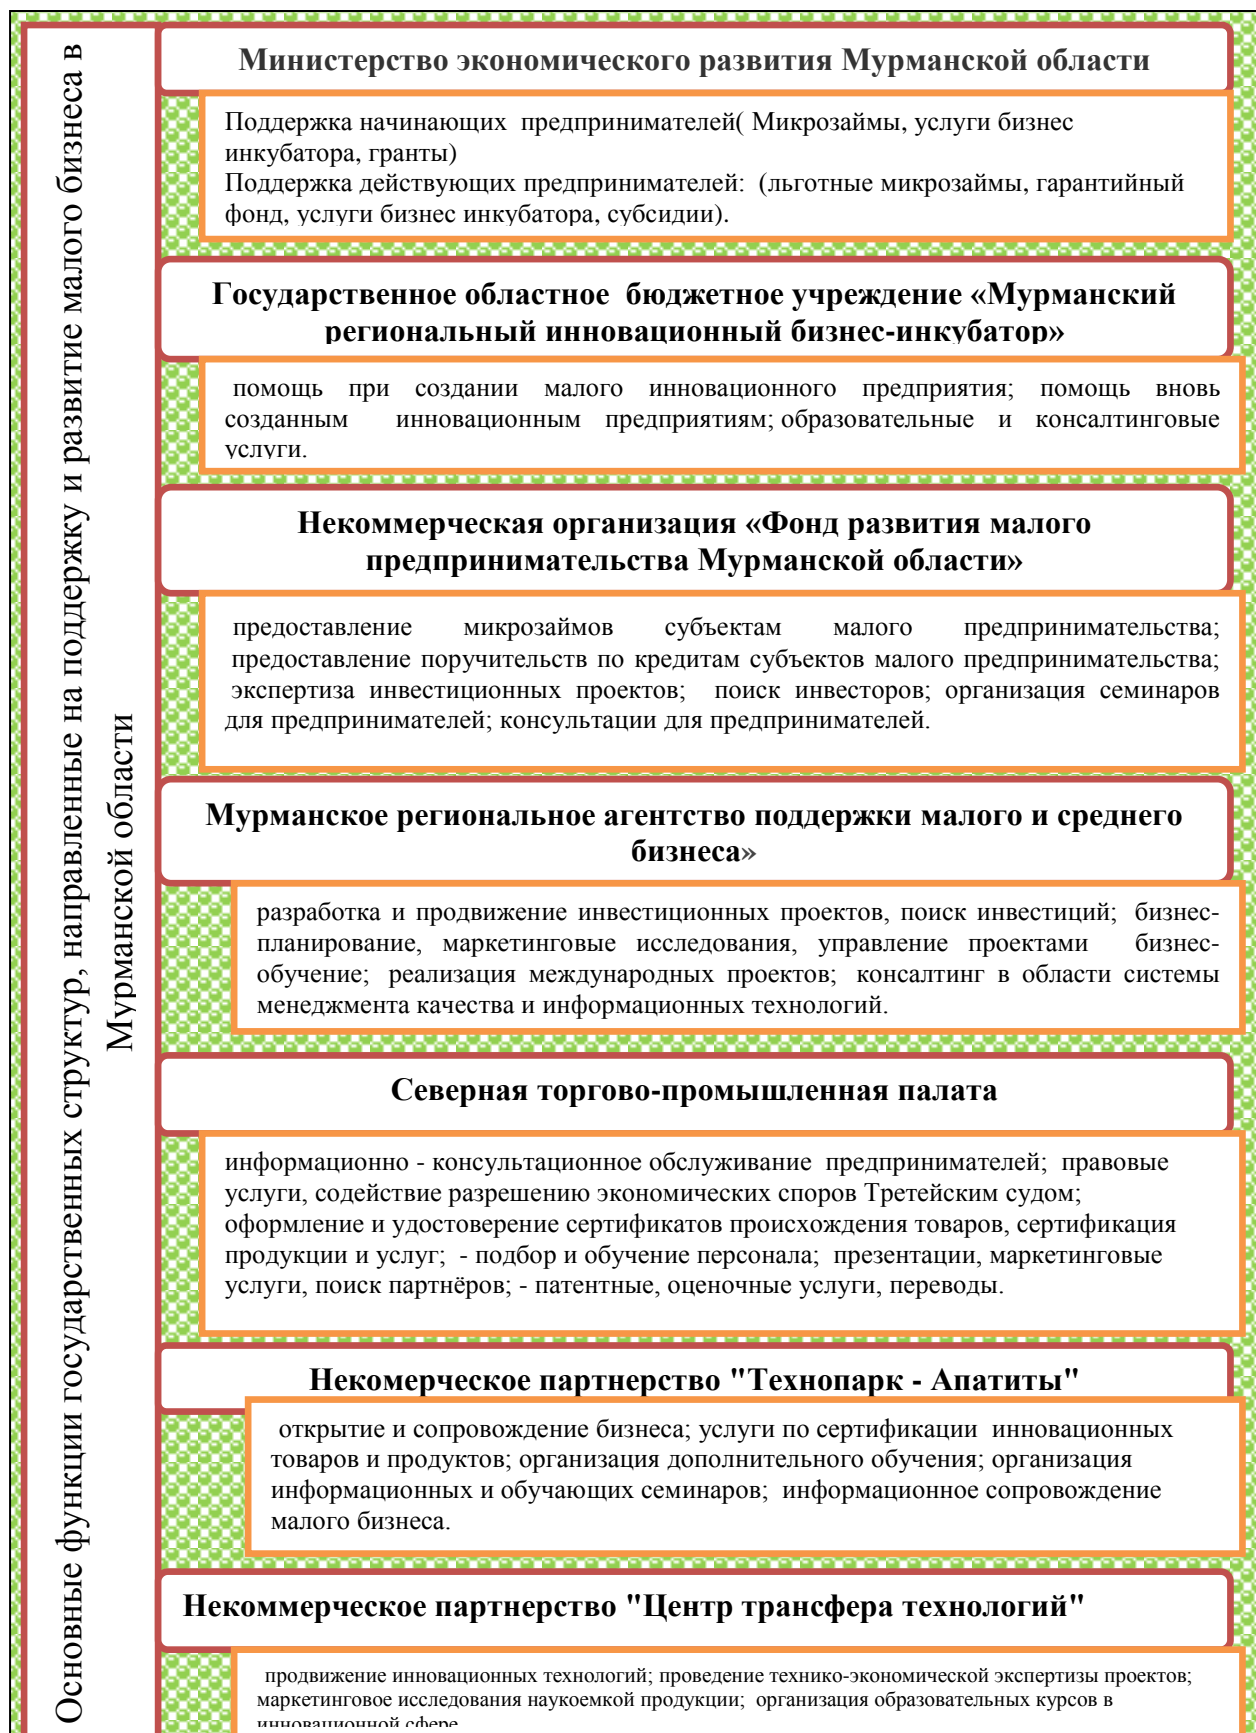 Основные функции государственных структур, направленные на поддержку и развитие малого бизнеса в
Мурманской области
Министерство экономического развития Мурманской области
Поддержка начинающих предпринимателей( Микрозаймы, услуги бизнес
инкубатора, гранты)
Поддержка действующих предпринимателей: (льготные микрозаймы, гарантийный
фонд, услуги бизнес инкубатора, субсидии).
Государственное областное бюджетное учреждение «Мурманский
региональный инновационный бизнес-инкубатор»
помощь при создании малого инновационного предприятия; помощь вновь
созданным инновационным предприятиям; образовательные и консалтинговые
услуги.
Некоммерческая организация «Фонд развития малого
предпринимательства Мурманской области»
предоставление микрозаймов субъектам малого предпринимательства;
предоставление поручительств по кредитам субъектов малого предпринимательства;
экспертиза инвестиционных проектов; поиск инвесторов; организация семинаров
для предпринимателей; консультации для предпринимателей.
Мурманское региональное агентство поддержки малого и среднего
бизнеса»
разработка и продвижение инвестиционных проектов, поиск инвестиций; бизнес-
планирование, маркетинговые исследования, управление проектами бизнес-
обучение; реализация международных проектов; консалтинг в области системы
менеджмента качества и информационных технологий.
Северная торгово-промышленная палата
информационно - консультационное обслуживание предпринимателей; правовые
услуги, содействие разрешению экономических споров Третейским судом;
оформление и удостоверение сертификатов происхождения товаров, сертификация
продукции и услуг; - подбор и обучение персонала; презентации, маркетинговые
услуги, поиск партнёров; - патентные, оценочные услуги, переводы.
Некомерческое партнерство "Технопарк - Апатиты"
открытие и сопровождение бизнеса; услуги по сертификации инновационных
товаров и продуктов; организация дополнительного обучения; организация
информационных и обучающих семинаров; информационное сопровождение
малого бизнеса.
Некоммерческое партнерство "Центр трансфера технологий"
продвижение инновационных технологий; проведение технико-экономической экспертизы проектов;
маркетинговое исследования наукоемкой продукции; организация образовательных курсов в
инновационной сфере